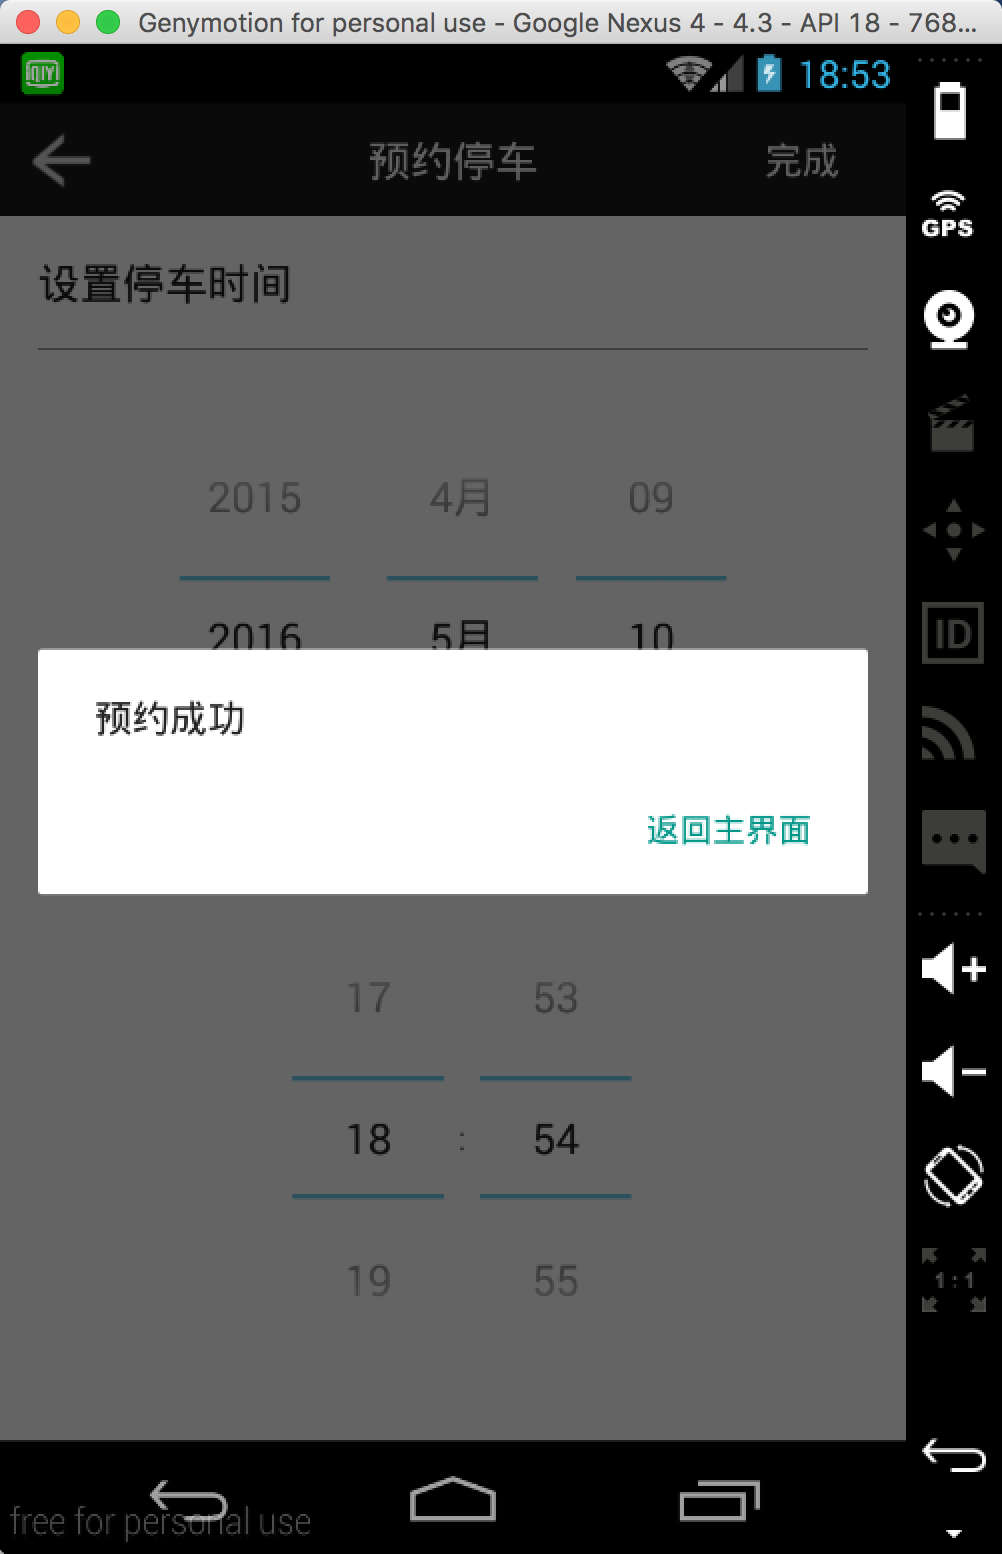 Genymotion for personal use - Google Nexus 4 - 4.3 - API 18 - 768...
iQIY
18:53
预约停车 完成
GPS
设置停车时间
2015 4月 09
2016 5月 10
ID
预约成功
返回主界面
17 53
18 : 54
19 55
1:1
free for personal use